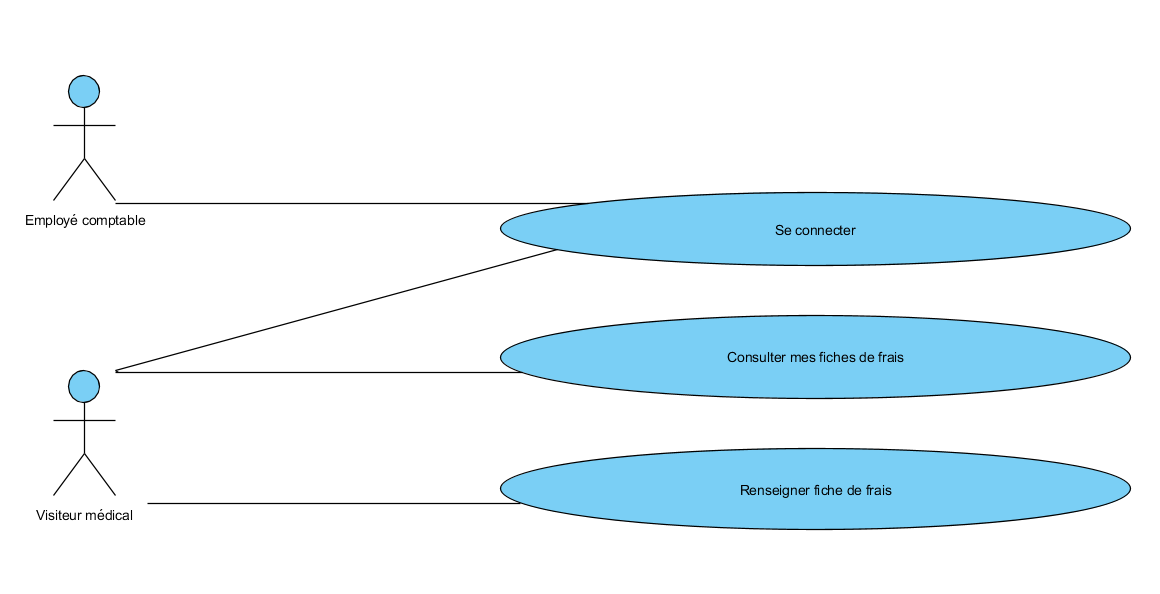 Employé comptable
Se connecter
Consulter mes fiches de frais
Renseigner fiche de frais
Visiteur médical